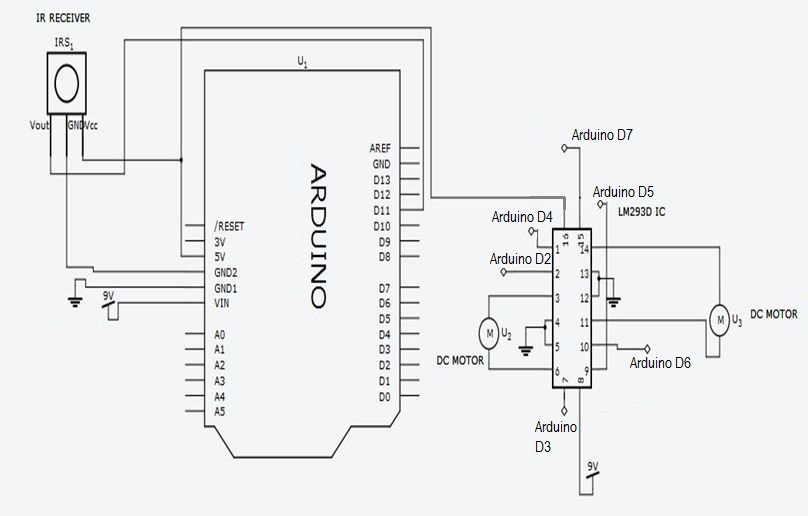 IR RECEIVER
IRS1
Vout GND Vcc
U1
ARDUINO
/RESET
3V
5V
GND2
GND1
VIN
A0
A1
A2
A3
A4
A5
AREF
GND
D13
D12
D11
D10
D9
D8
D7
D6
D5
D4
D3
D2
D1
D0
9V
Arduino D7
Arduino D5
LM293D IC
Arduino D4
Arduino D2
16 15
1 14
2 13
3 12
4 11
5 10
6 9
7 8
M U2
DC MOTOR
M U3
DC MOTOR
Arduino D6
Arduino
D3
9V